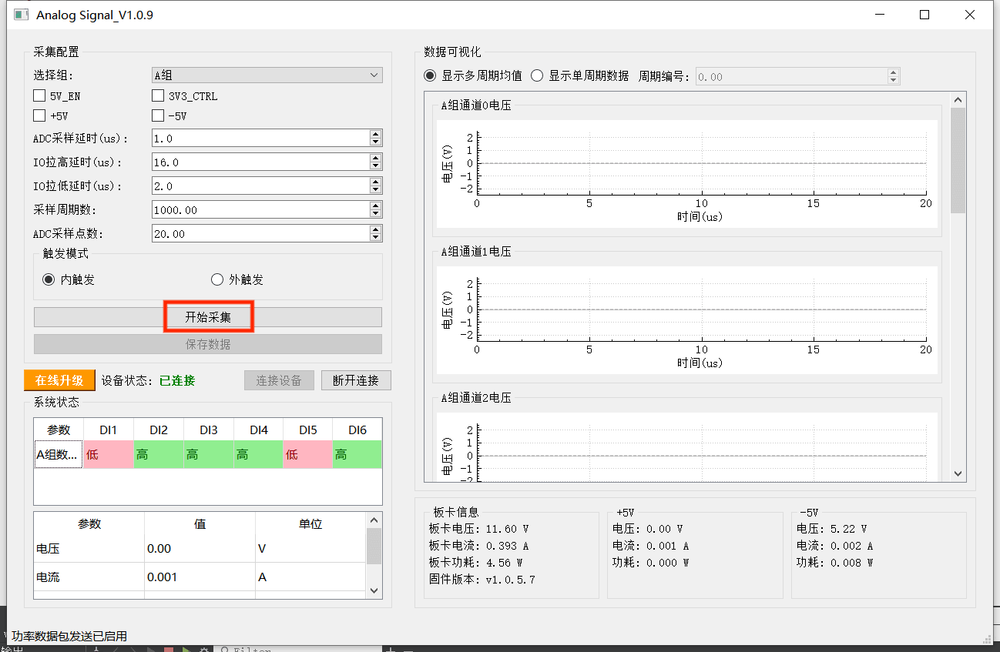 Analog Signal_V1.0.9
采集配置
选择组: A组
5V_EN 3V3_CTRL
+5V -5V
ADC采样延时(us): 1.0
IO拉高延时(us): 16.0
IO拉低延时(us): 2.0
采样周期数: 1000.00
ADC采样点数: 20.00
触发模式
内触发 外触发
开始采集
保存数据
在线升级 设备状态: 已连接 连接设备 断开连接
系统状态
参数 DI1 DI2 DI3 DI4 DI5 DI6
A组数... 低 高 高 高 低 高
参数 值 单位
电压 0.00 V
电流 0.001 A
数据可视化
显示多周期均值 显示单周期数据 周期编号: 0.00
A组通道0电压
电压(V)
2
1
0
-1
-2
0 5 10 15 20
时间(us)
A组通道1电压
电压(V)
2
1
0
-1
-2
0 5 10 15 20
时间(us)
A组通道2电压
电压(V)
2
1
0
-1
-2
板卡信息
板卡电压: 11.60 V
板卡电流: 0.393 A
板卡功耗: 4.56 W
固件版本: v1.0.5.7
+5V
电压: 0.00 V
电流: 0.001 A
功耗: 0.000 W
-5V
电压: 5.22 V
电流: 0.002 A
功耗: 0.008 W
功率数据包发送已启用
输出 Filter